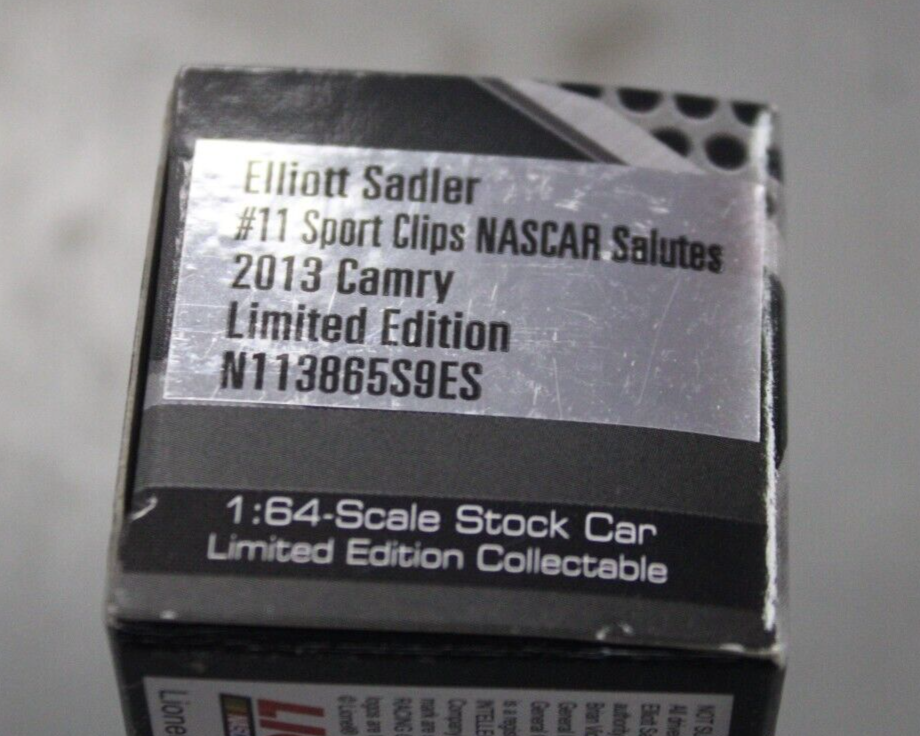 Elliott Sadler
#11 Sport Clips NASCAR Salutes
2013 Camry
Limited Edition
N113865S9ES
1:64-Scale Stock Car
Limited Edition Collectable